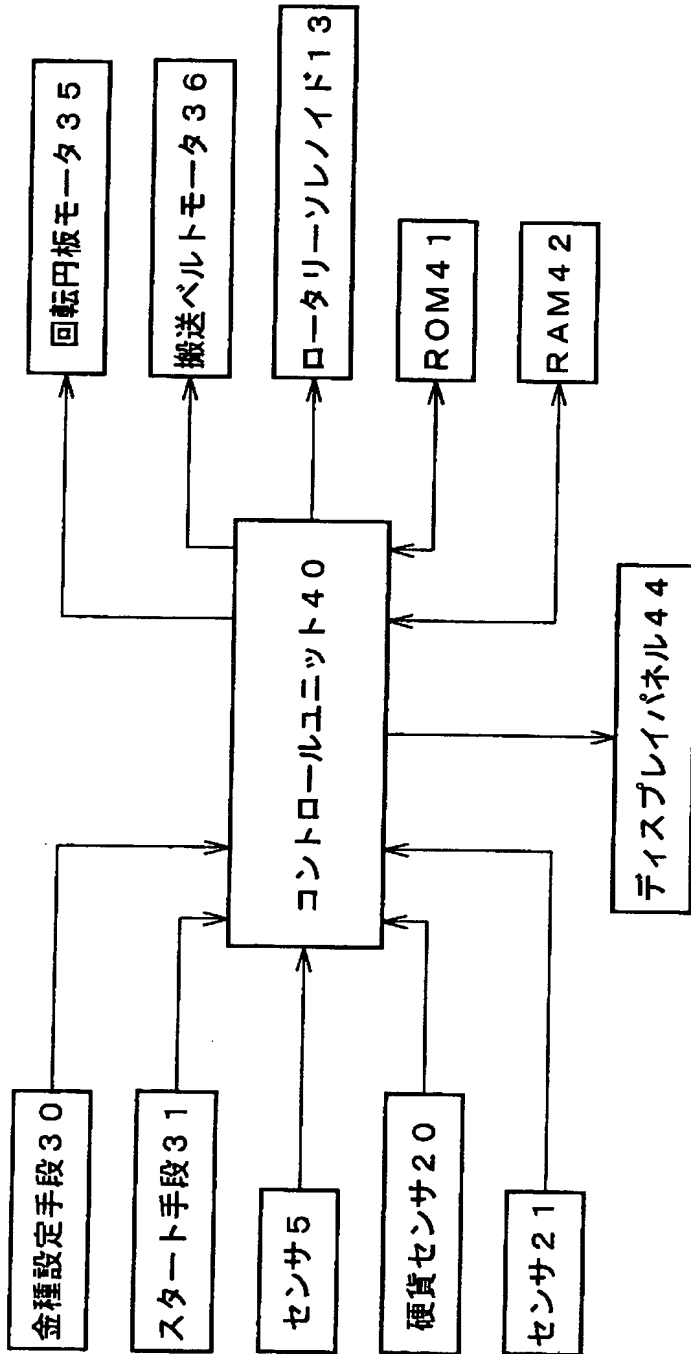 金種設定手段30
スタート手段31
センサ5
硬貨センサ20
センサ21
コントロールユニット40
回転円板モータ35
搬送ベルトモータ36
ロータリーソレノイド13
ROM41
RAM42
ディスプレイパネル44